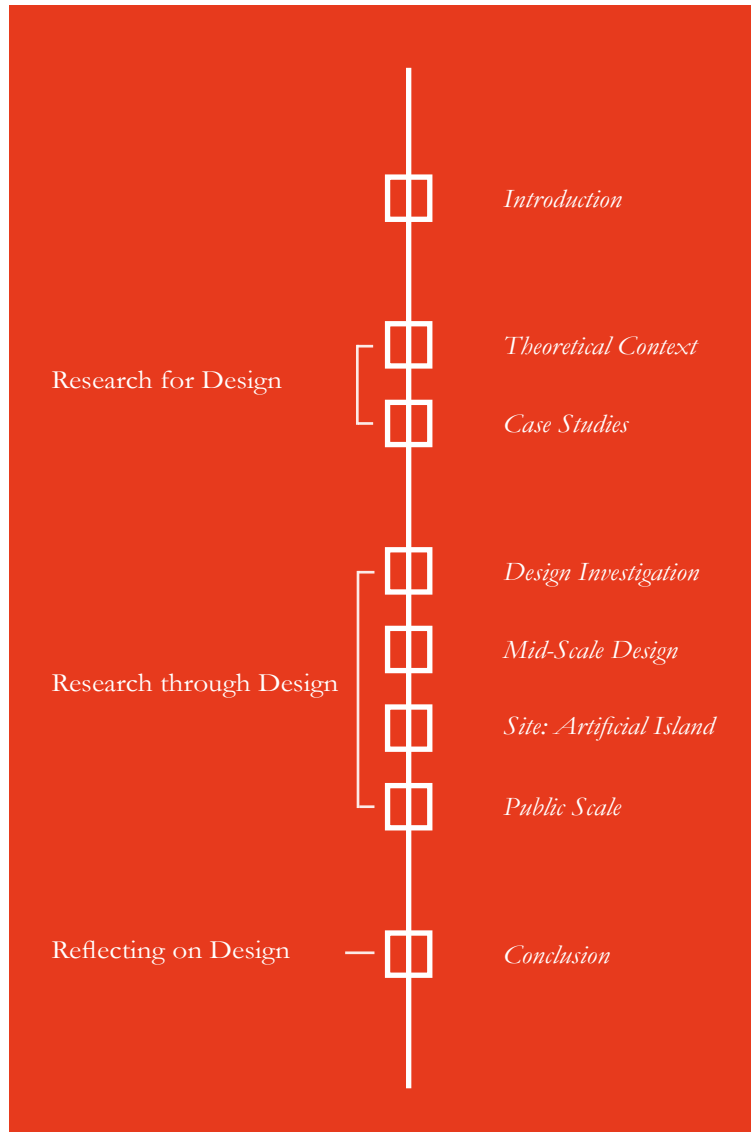 Introduction
Theoretical Context
Research for Design
Case Studies
Design Investigation
Mid-Scale Design
Research through Design
Site: Artificial Island
Public Scale
Reflecting on Design
Conclusion